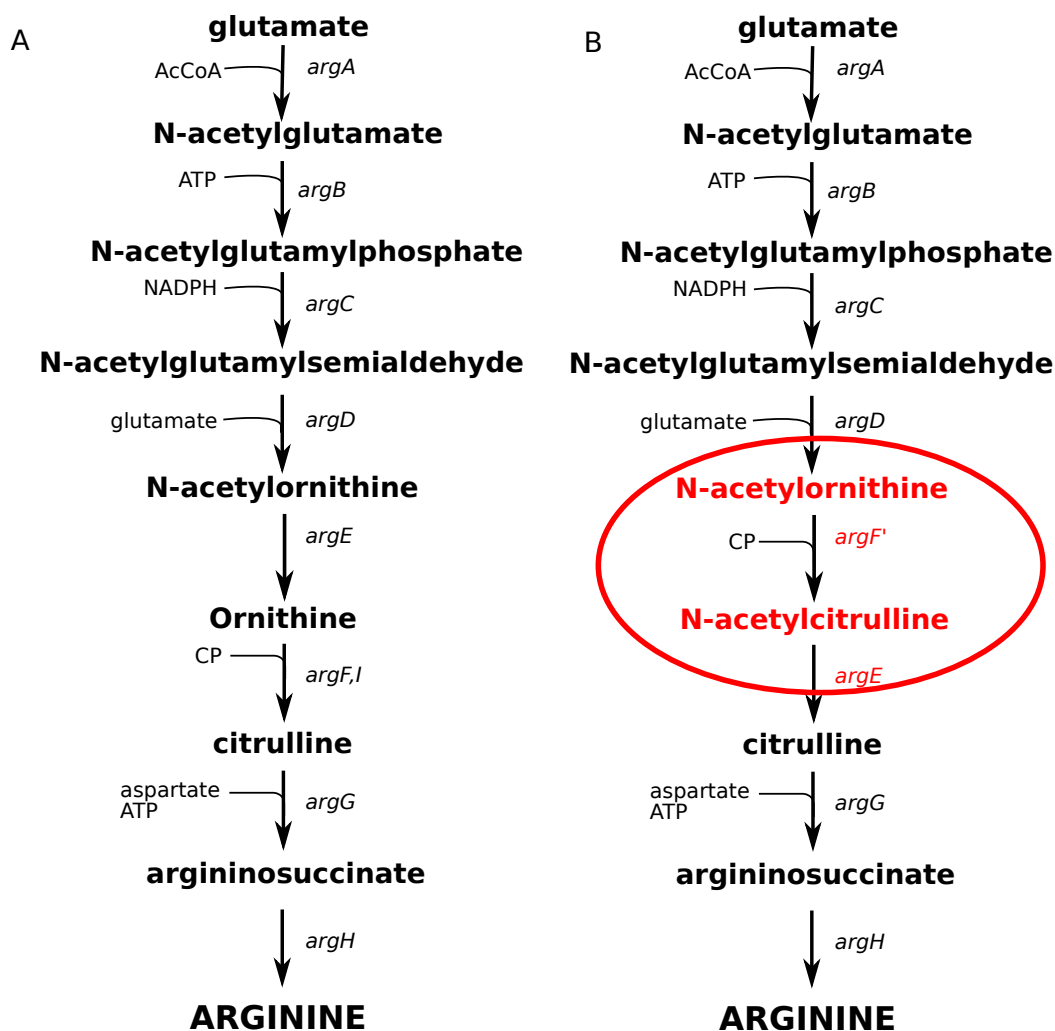 A
glutamate
AcCoA
argA
N-acetylglutamate
ATP
argB
N-acetylglutamylphosphate
NADPH
argC
N-acetylglutamylsemialdehyde
glutamate
argD
N-acetylornithine
argE
Ornithine
CP
argF,I
citrulline
aspartate
ATP
argG
argininosuccinate
argH
ARGININE
B
glutamate
AcCoA
argA
N-acetylglutamate
ATP
argB
N-acetylglutamylphosphate
NADPH
argC
N-acetylglutamylsemialdehyde
glutamate
argD
N-acetylornithine
CP
argF'
N-acetylcitrulline
argE
citrulline
aspartate
ATP
argG
argininosuccinate
argH
ARGININE